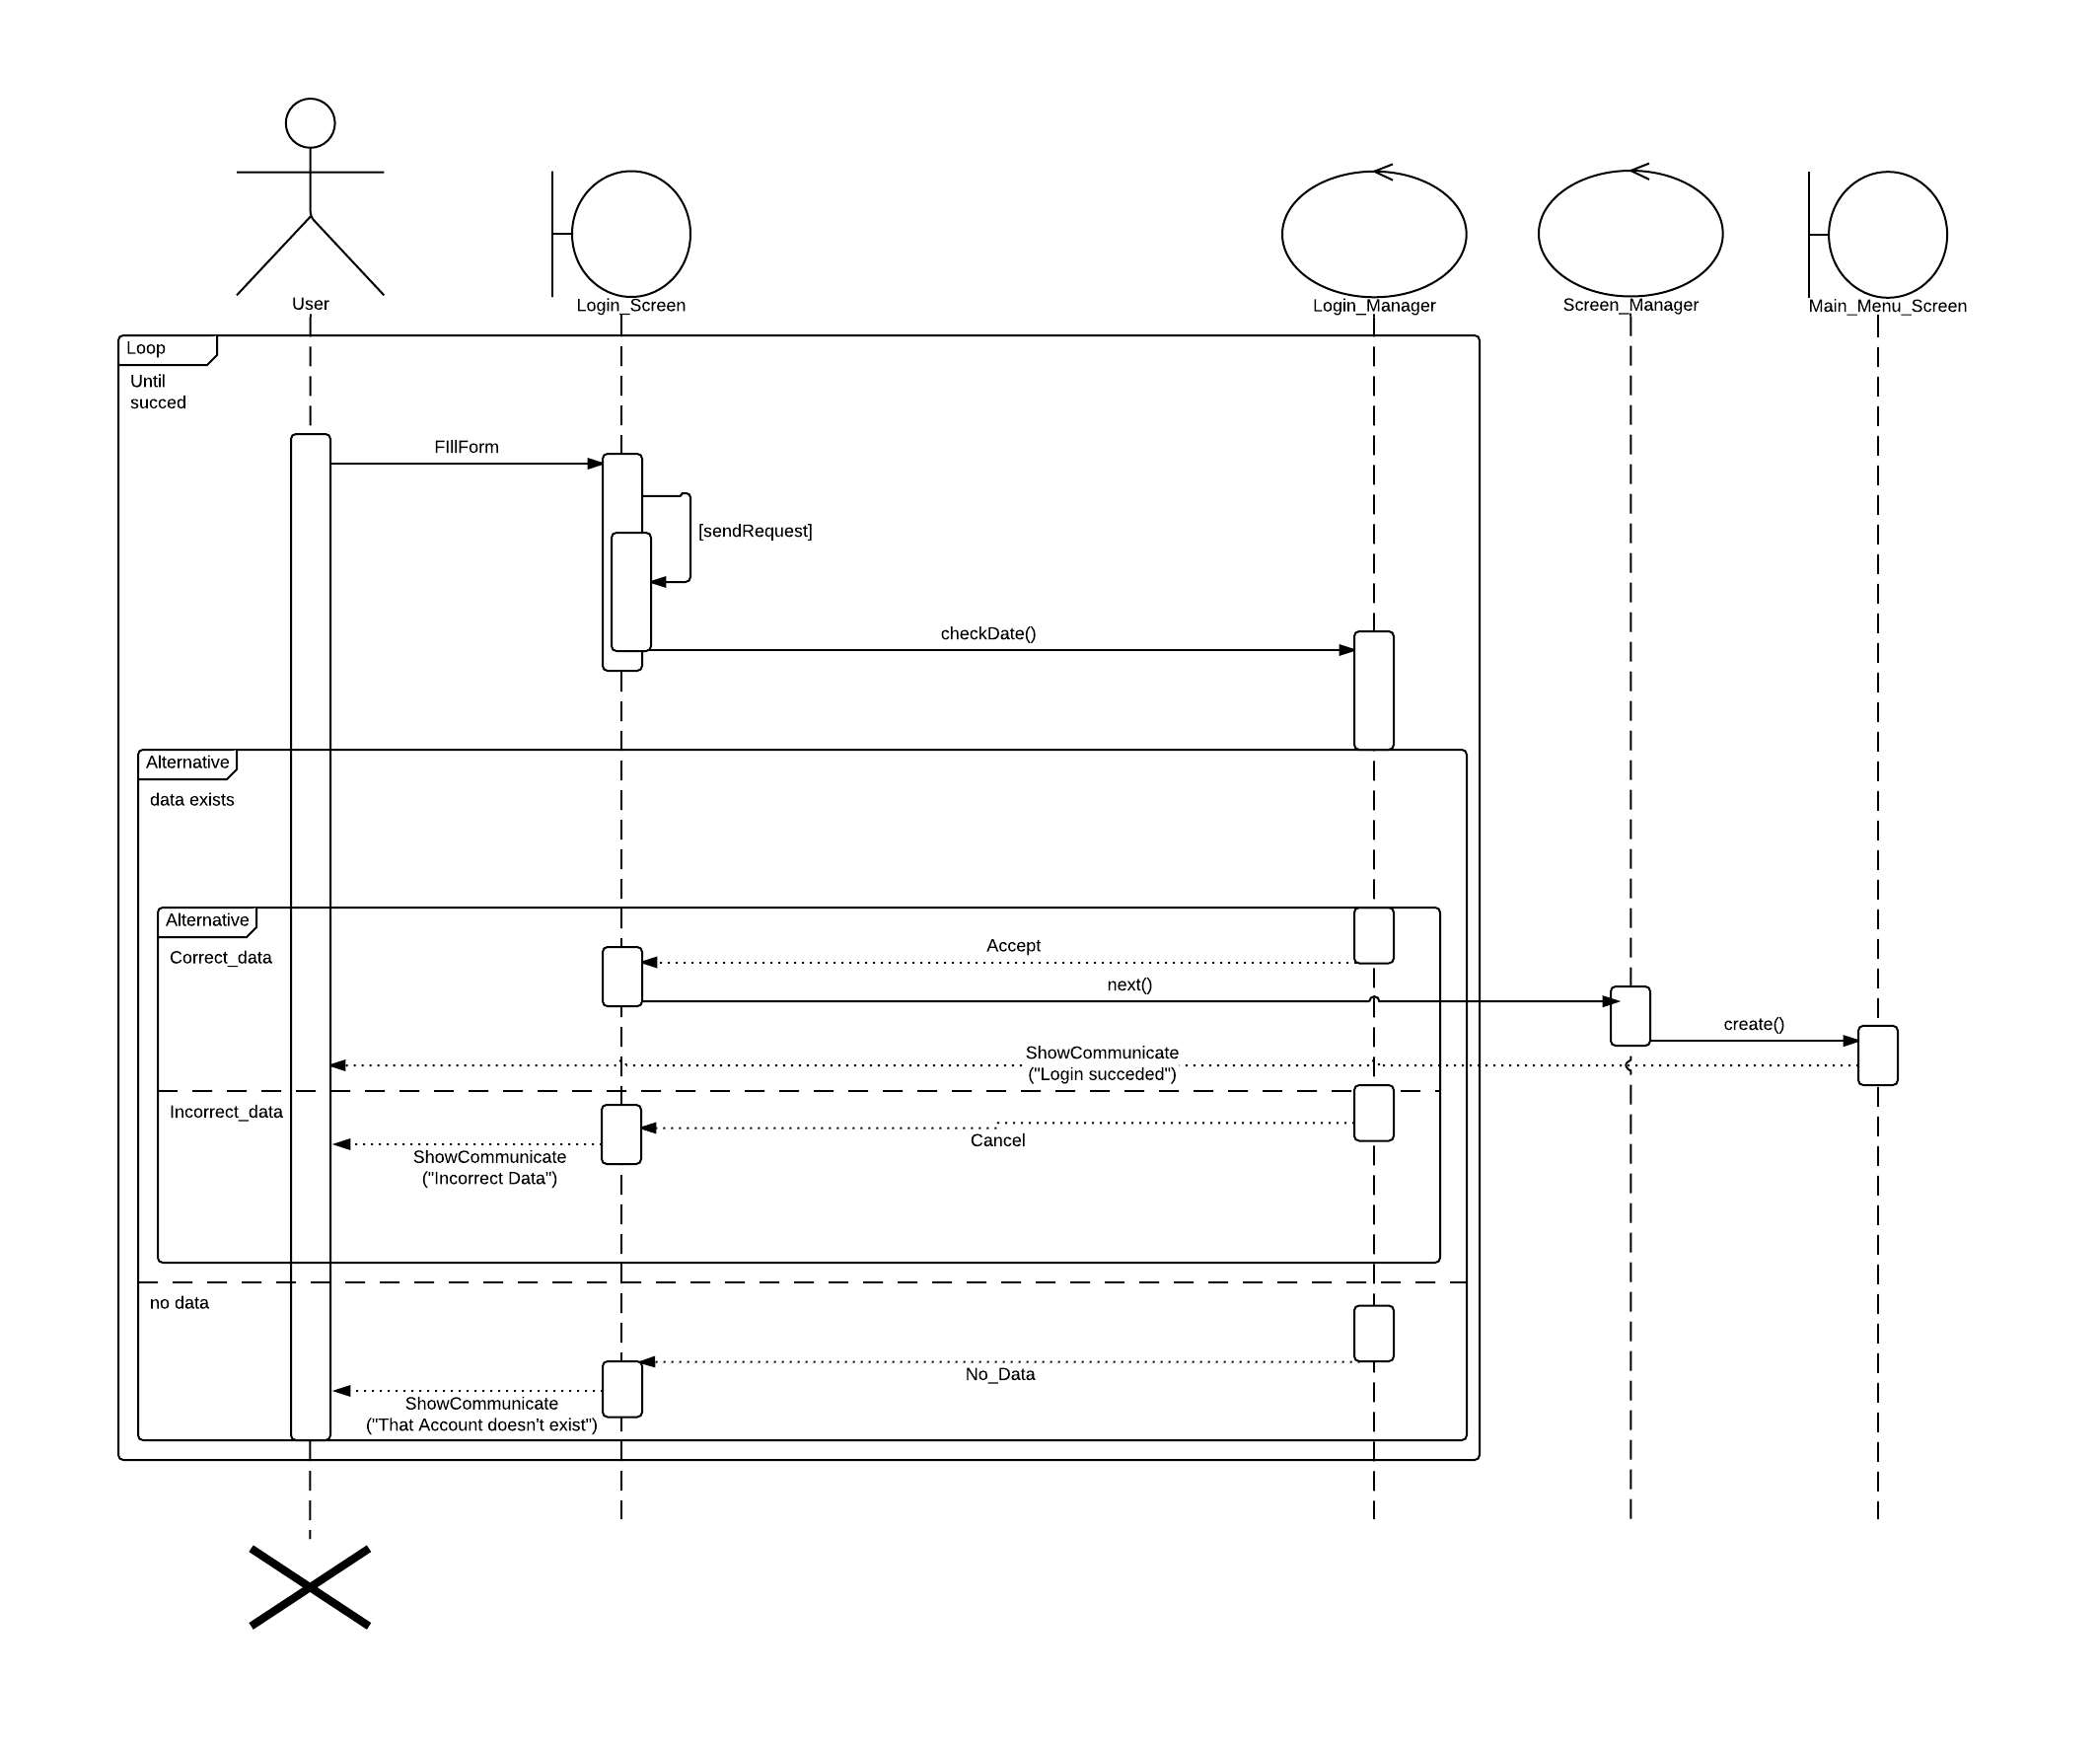 User
Login_Screen
Login_Manager
Screen_Manager
Main_Menu_Screen
Loop
Until
succed
FIllForm
[sendRequest]
checkDate()
Alternative
data exists
Alternative
Correct_data
Accept
next()
create()
ShowCommunicate
("Login succeded")
Incorrect_data
Cancel
ShowCommunicate
("Incorrect Data")
no data
No_Data
ShowCommunicate
("That Account doesn't exist")